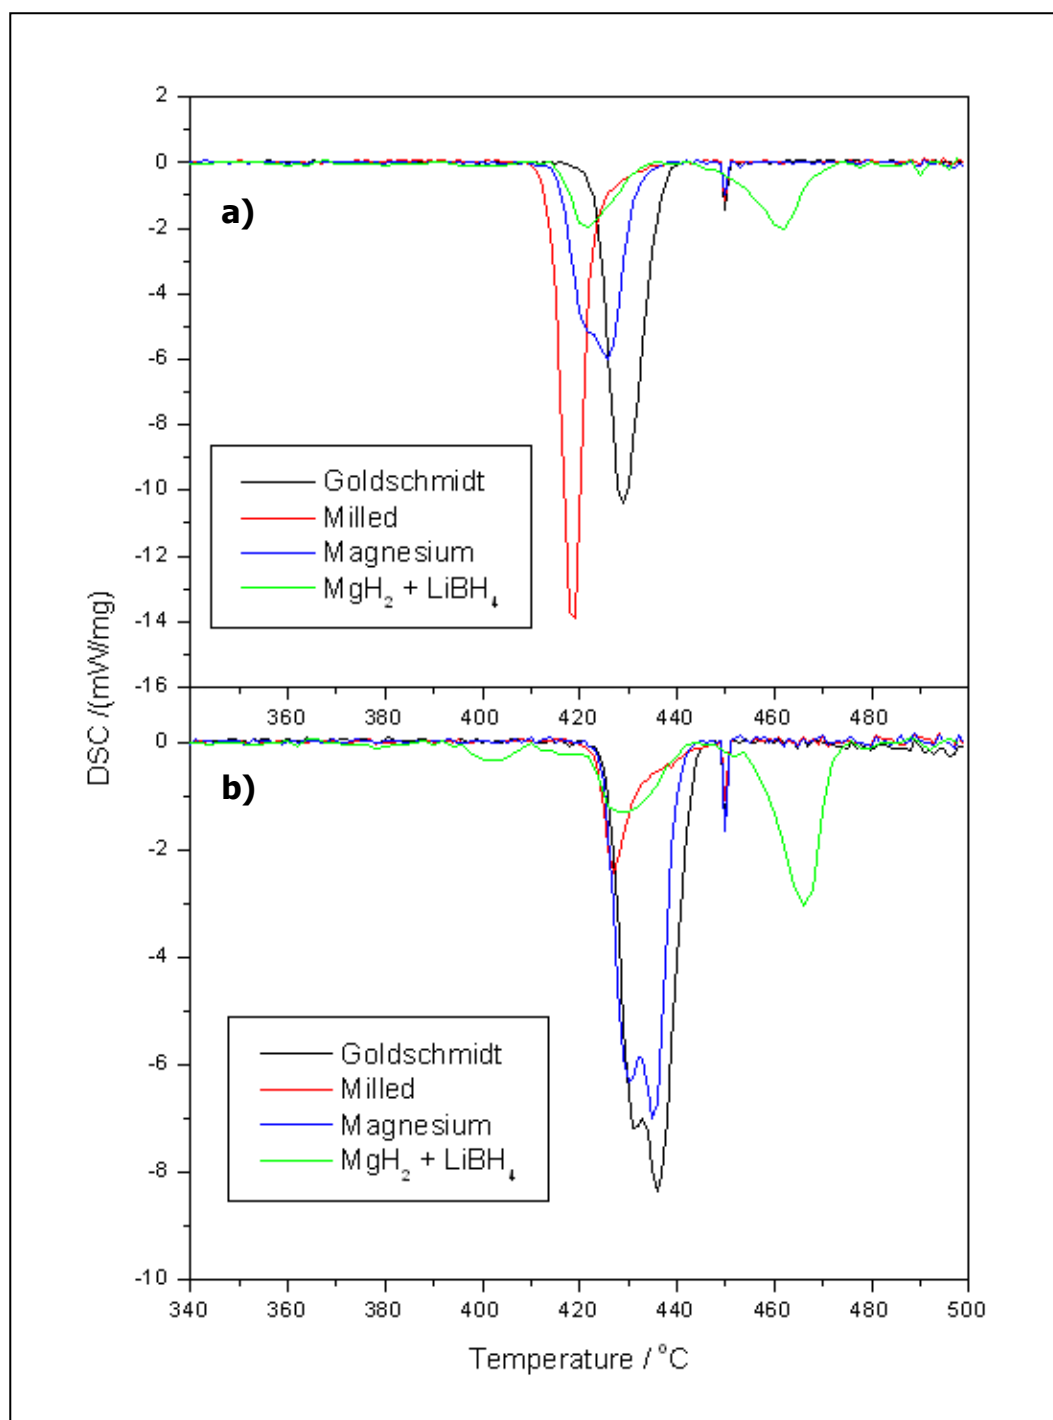 2
0
-2
-4
-6
-8
-10
-12
-14
-16
a)
Goldschmidt
Milled
Magnesium
MgH₂ + LiBH₄
DSC /(mW/mg)
360 380 400 420 440 460 480
0
-2
-4
-6
-8
-10
b)
Goldschmidt
Milled
Magnesium
MgH₂ + LiBH₄
340 360 380 400 420 440 460 480 500
Temperature / °C